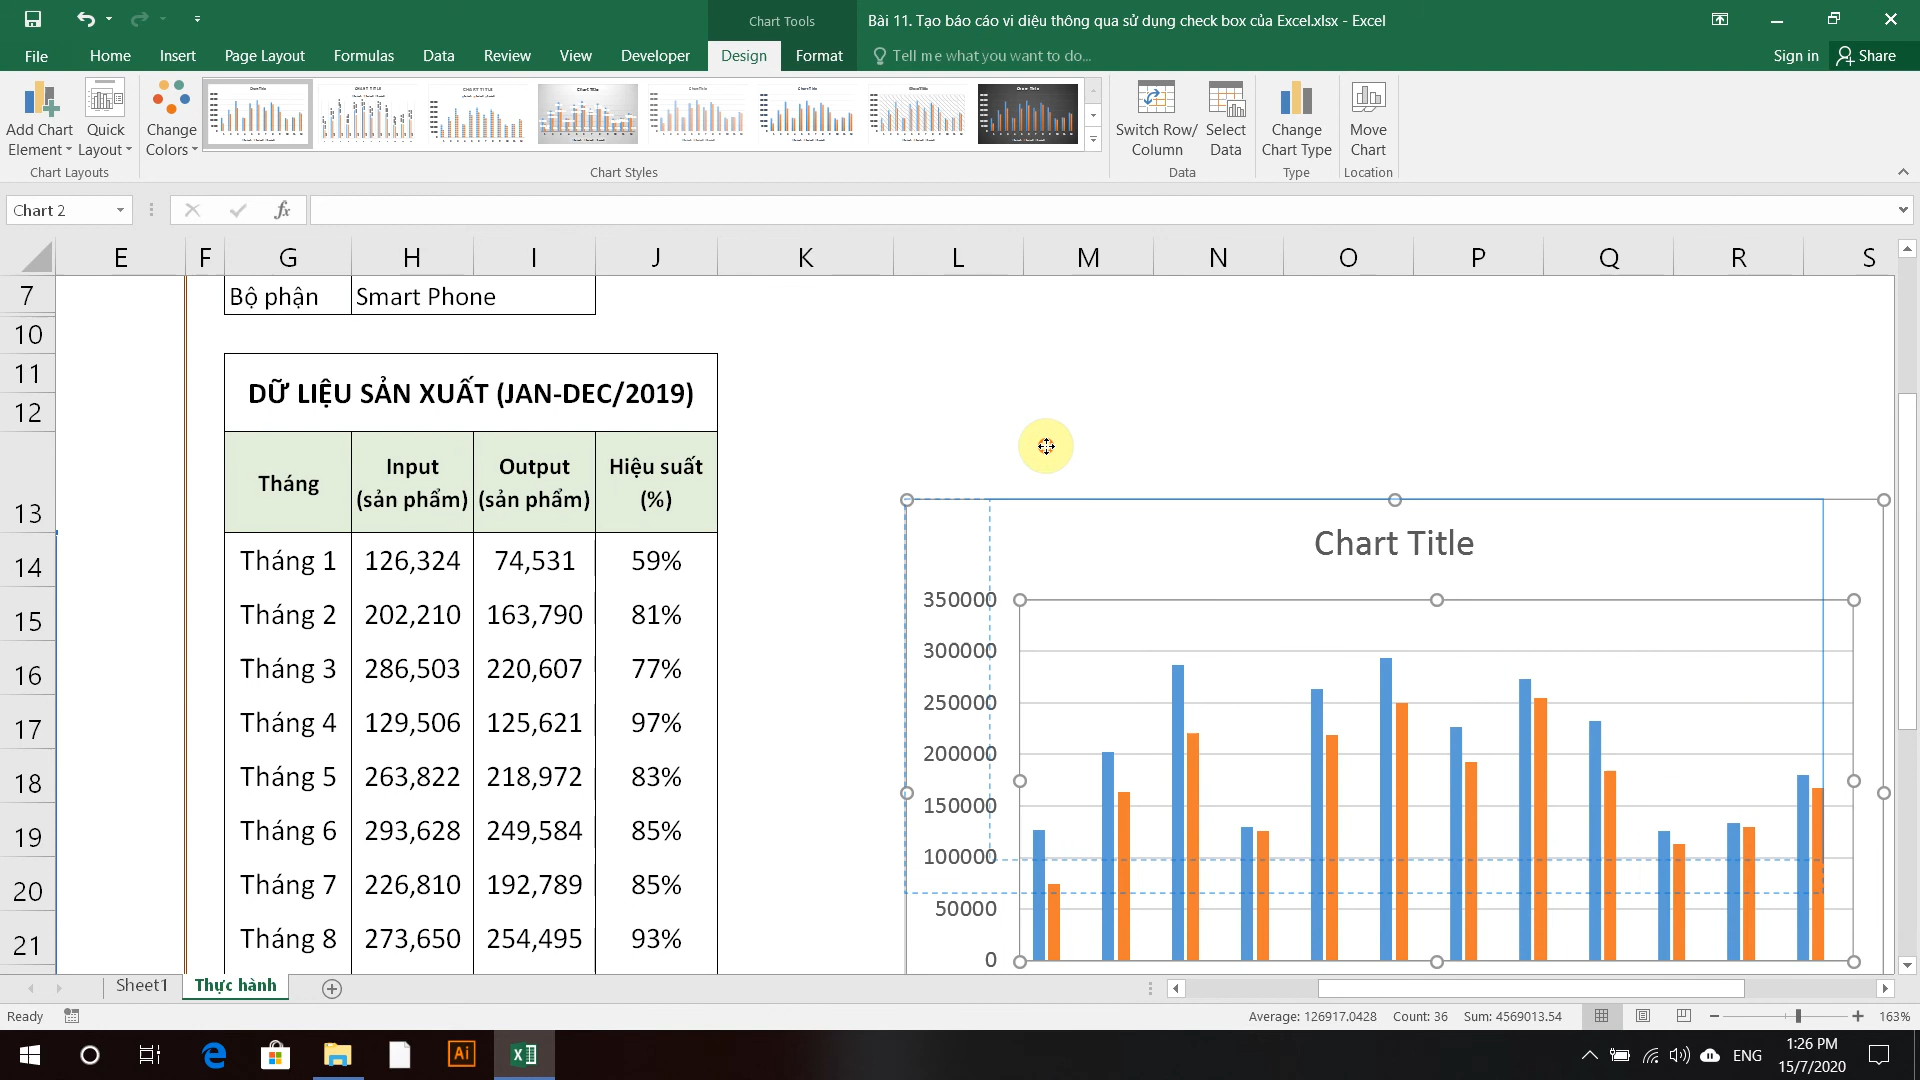 Chart Tools
Bài 11. Tạo báo cáo vi diệu thông qua sử dụng check box của Excel.xlsx - Excel
File Home Insert Page Layout Formulas Data Review View Developer Design Format Tell me what you want to do... Sign in Share
Add Chart Element
Quick Layout
Change Colors
Switch Row/ Column
Select Data
Change Chart Type
Move Chart
Chart Layouts Chart Styles Data Type Location
Chart 2 fx
E F G H I J K L M N O P Q R S
7 Bộ phận Smart Phone
10
11
12 DỮ LIỆU SẢN XUẤT (JAN-DEC/2019)
13 Tháng Input (sản phẩm) Output (sản phẩm) Hiệu suất (%)
14 Tháng 1 126,324 74,531 59%
15 Tháng 2 202,210 163,790 81%
16 Tháng 3 286,503 220,607 77%
17 Tháng 4 129,506 125,621 97%
18 Tháng 5 263,822 218,972 83%
19 Tháng 6 293,628 249,584 85%
20 Tháng 7 226,810 192,789 85%
21 Tháng 8 273,650 254,495 93%
Chart Title
350000
300000
250000
200000
150000
100000
50000
0
Sheet1 Thực hành
Ready Average: 126917.0428 Count: 36 Sum: 4569013.54 163%
Ai ENG 1:26 PM
15/7/2020